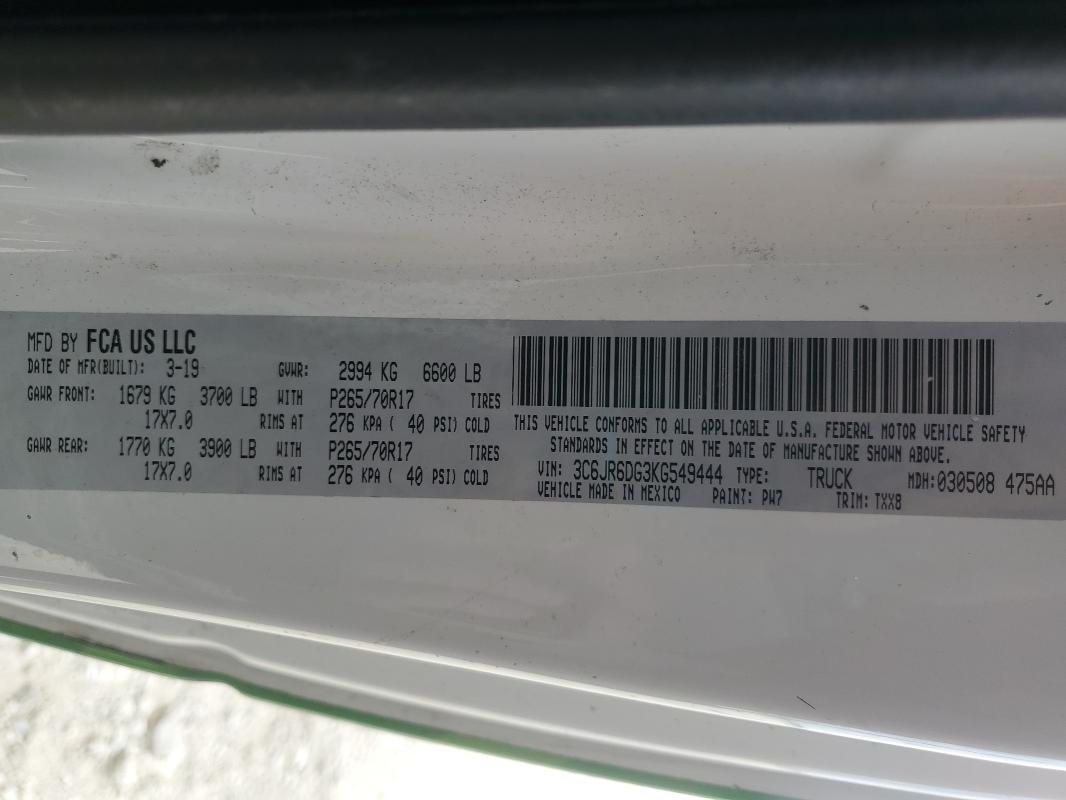 MFD BY FCA US LLC
DATE OF MFR(BUILT): 3-19 GVWR: 2994 KG 6600 LB
GAWR FRONT: 1679 KG 3700 LB WITH P265/70R17 TIRES
17X7.0 RIMS AT 276 KPA ( 40 PSI) COLD
GAWR REAR: 1770 KG 3900 LB WITH P265/70R17 TIRES
17X7.0 RIMS AT 276 KPA ( 40 PSI) COLD
THIS VEHICLE CONFORMS TO ALL APPLICABLE U.S.A. FEDERAL MOTOR VEHICLE SAFETY
STANDARDS IN EFFECT ON THE DATE OF MANUFACTURE SHOWN ABOVE.
VIN: 3C6JR6DG3KG549444 TYPE: TRUCK MDH:030508 475AA
VEHICLE MADE IN MEXICO PAINT: PW7 TRIM: TXX8